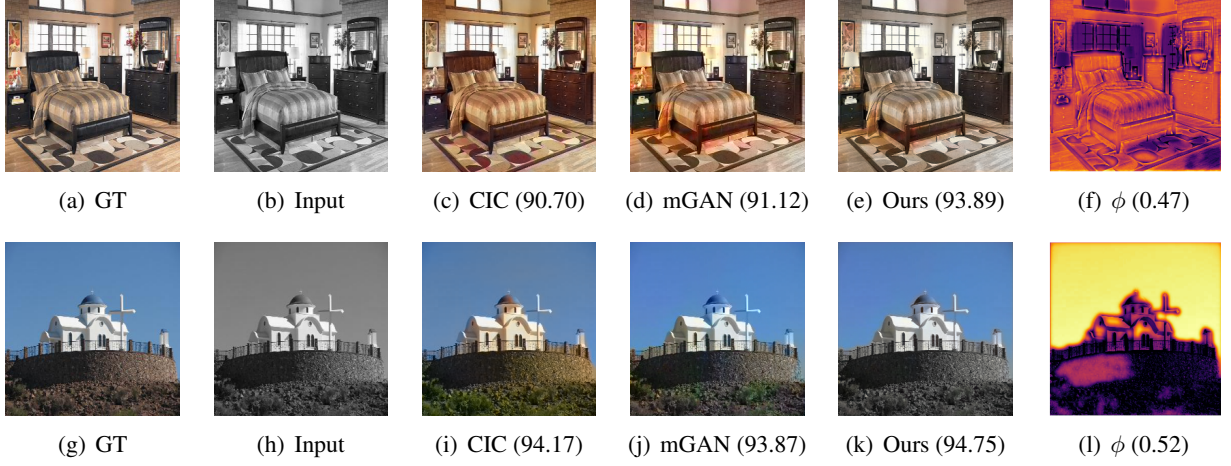 (a) GT (b) Input (c) CIC (90.70) (d) mGAN (91.12) (e) Ours (93.89) (f) ϕ (0.47)
(g) GT (h) Input (i) CIC (94.17) (j) mGAN (93.87) (k) Ours (94.75) (l) ϕ (0.52)